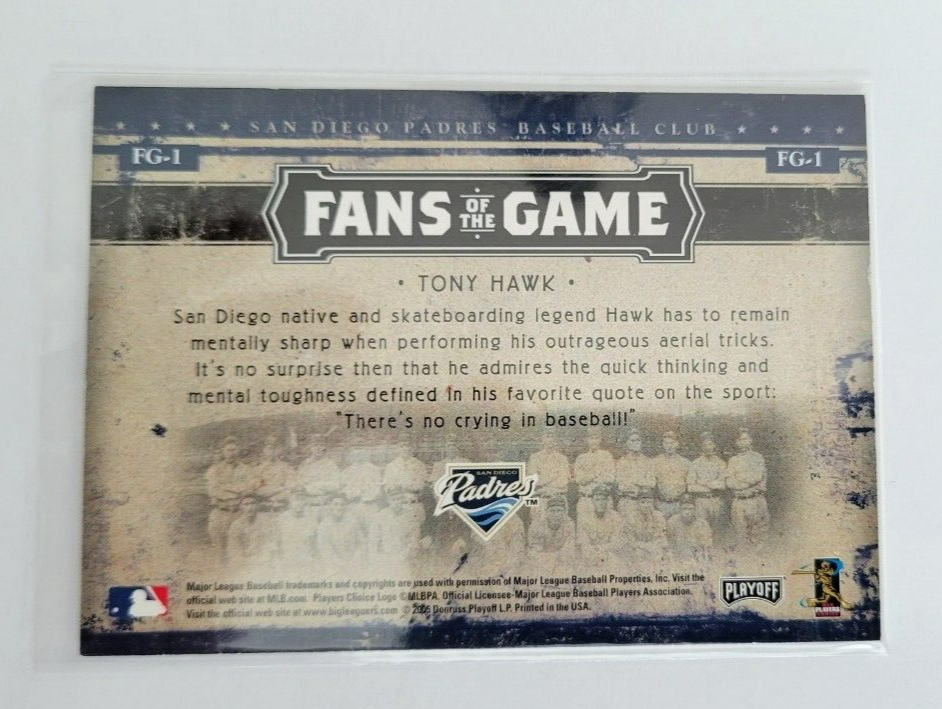 SAN DIEGO PADRES BASEBALL CLUB
FG-1 FG-1
FANS OF THE GAME
• TONY HAWK •
San Diego native and skateboarding legend Hawk has to remain
mentally sharp when performing his outrageous aerial tricks.
It's no surprise then that he admires the quick thinking and
mental toughness defined in his favorite quote on the sport:
"There's no crying in baseball!"
SAN DIEGO
Padres TM
Major League Baseball trademarks and copyrights are used with permission of Major League Baseball Properties, Inc. Visit the
official web site at MLB.com. Players Choice Logo ©MLBPA. Official Licensee-Major League Baseball Players Association.
Visit the official web site at www.bigleaguers.com © 2005 Donruss Playoff L.P. Printed in the USA.
PLAYOFF
PLAYERS